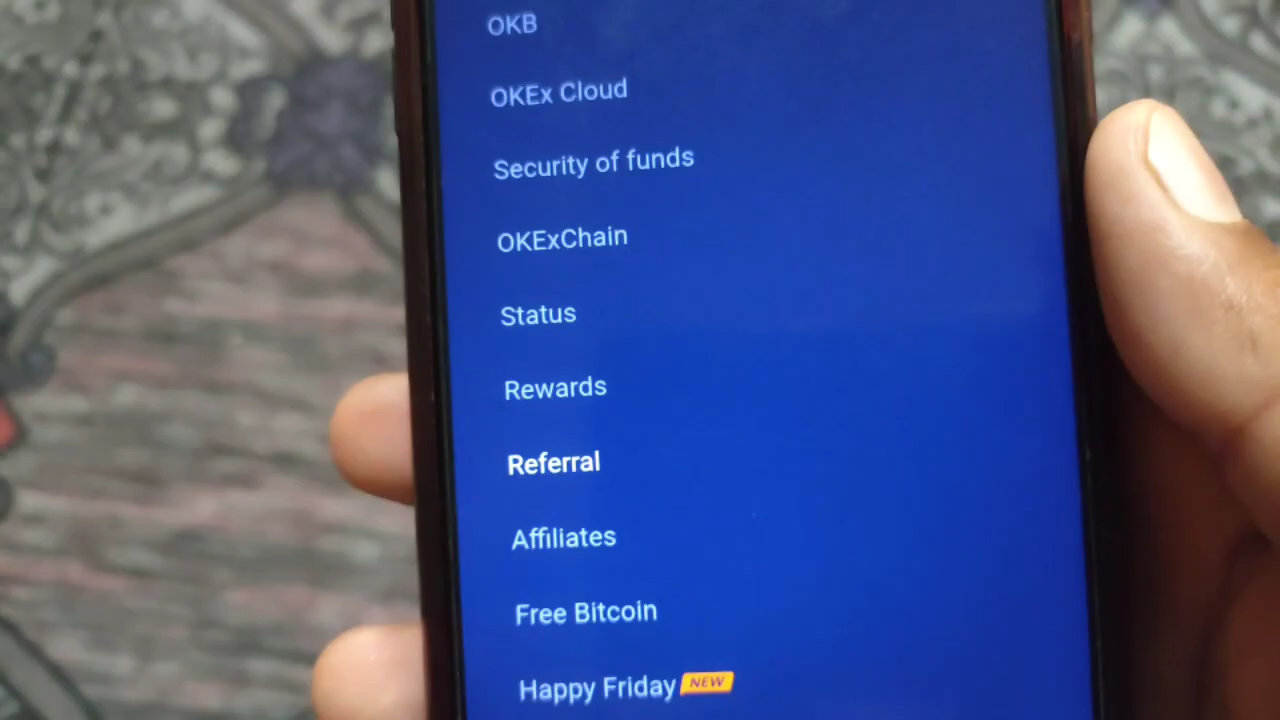 OKB
OKEx Cloud
Security of funds
OKExChain
Status
Rewards
Referral
Affiliates
Free Bitcoin
Happy Friday NEW